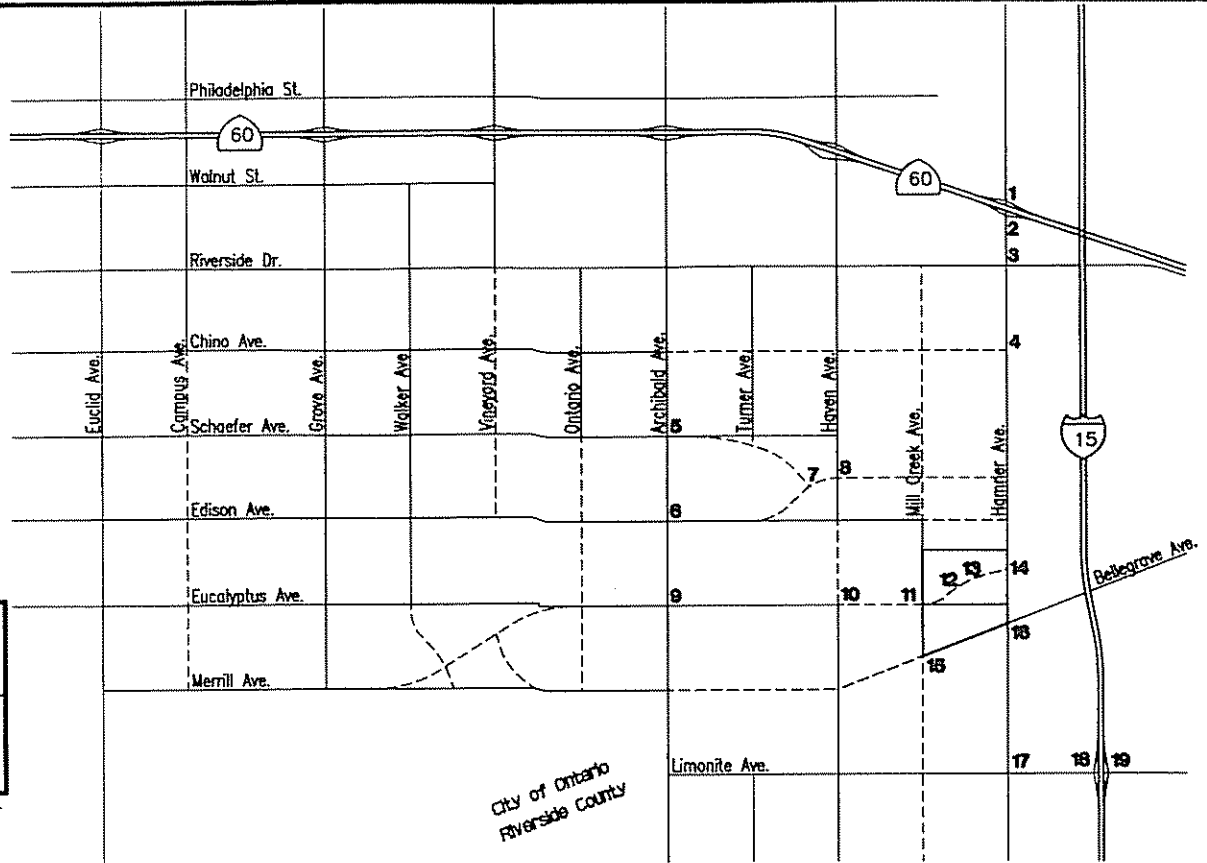 Philadelphia St.
60
Walnut St.
60
1
2
Riverside Dr.
3
Chino Ave.
4
Euclid Ave.
Campus Ave.
Grove Ave.
Walker Ave.
Vineyard Ave.
Ontario Ave.
Archibald Ave.
Turner Ave.
Haven Ave.
Mill Creek Ave.
Hamner Ave.
Schaefer Ave.
5
15
7
8
Edison Ave.
6
Bellegrave Ave.
12
13
14
Eucalyptus Ave.
9
10
11
16
15
Merrill Ave.
Limonite Ave.
17
18
19
City of Ontario
Riverside County